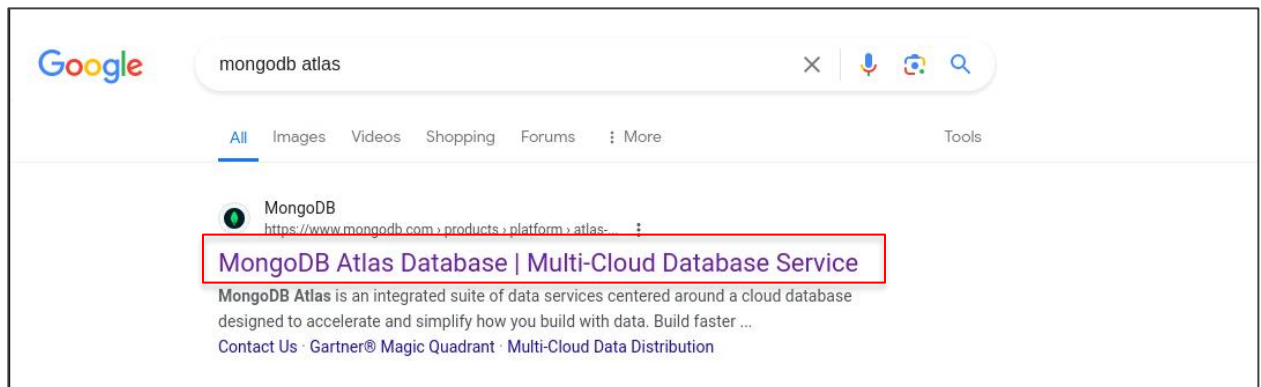 Google
mongodb atlas
All Images Videos Shopping Forums More Tools
MongoDB
https://www.mongodb.com › products › platform › atlas-...
MongoDB Atlas Database | Multi-Cloud Database Service
MongoDB Atlas is an integrated suite of data services centered around a cloud database
designed to accelerate and simplify how you build with data. Build faster ...
Contact Us · Gartner® Magic Quadrant · Multi-Cloud Data Distribution